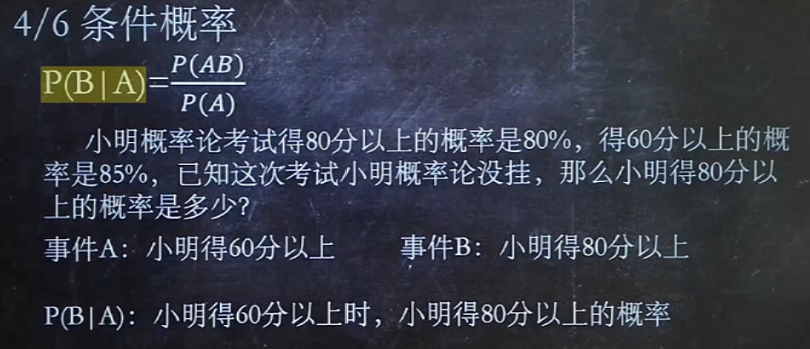 4/6 条件概率
P(B|A)=P(AB)/P(A)
小明概率论考试得80分以上的概率是80%，得60分以上的概
率是85%，已知这次考试小明概率论没挂，那么小明得80分以
上的概率是多少?
事件A：小明得60分以上 事件B：小明得80分以上
P(B|A)：小明得60分以上时，小明得80分以上的概率